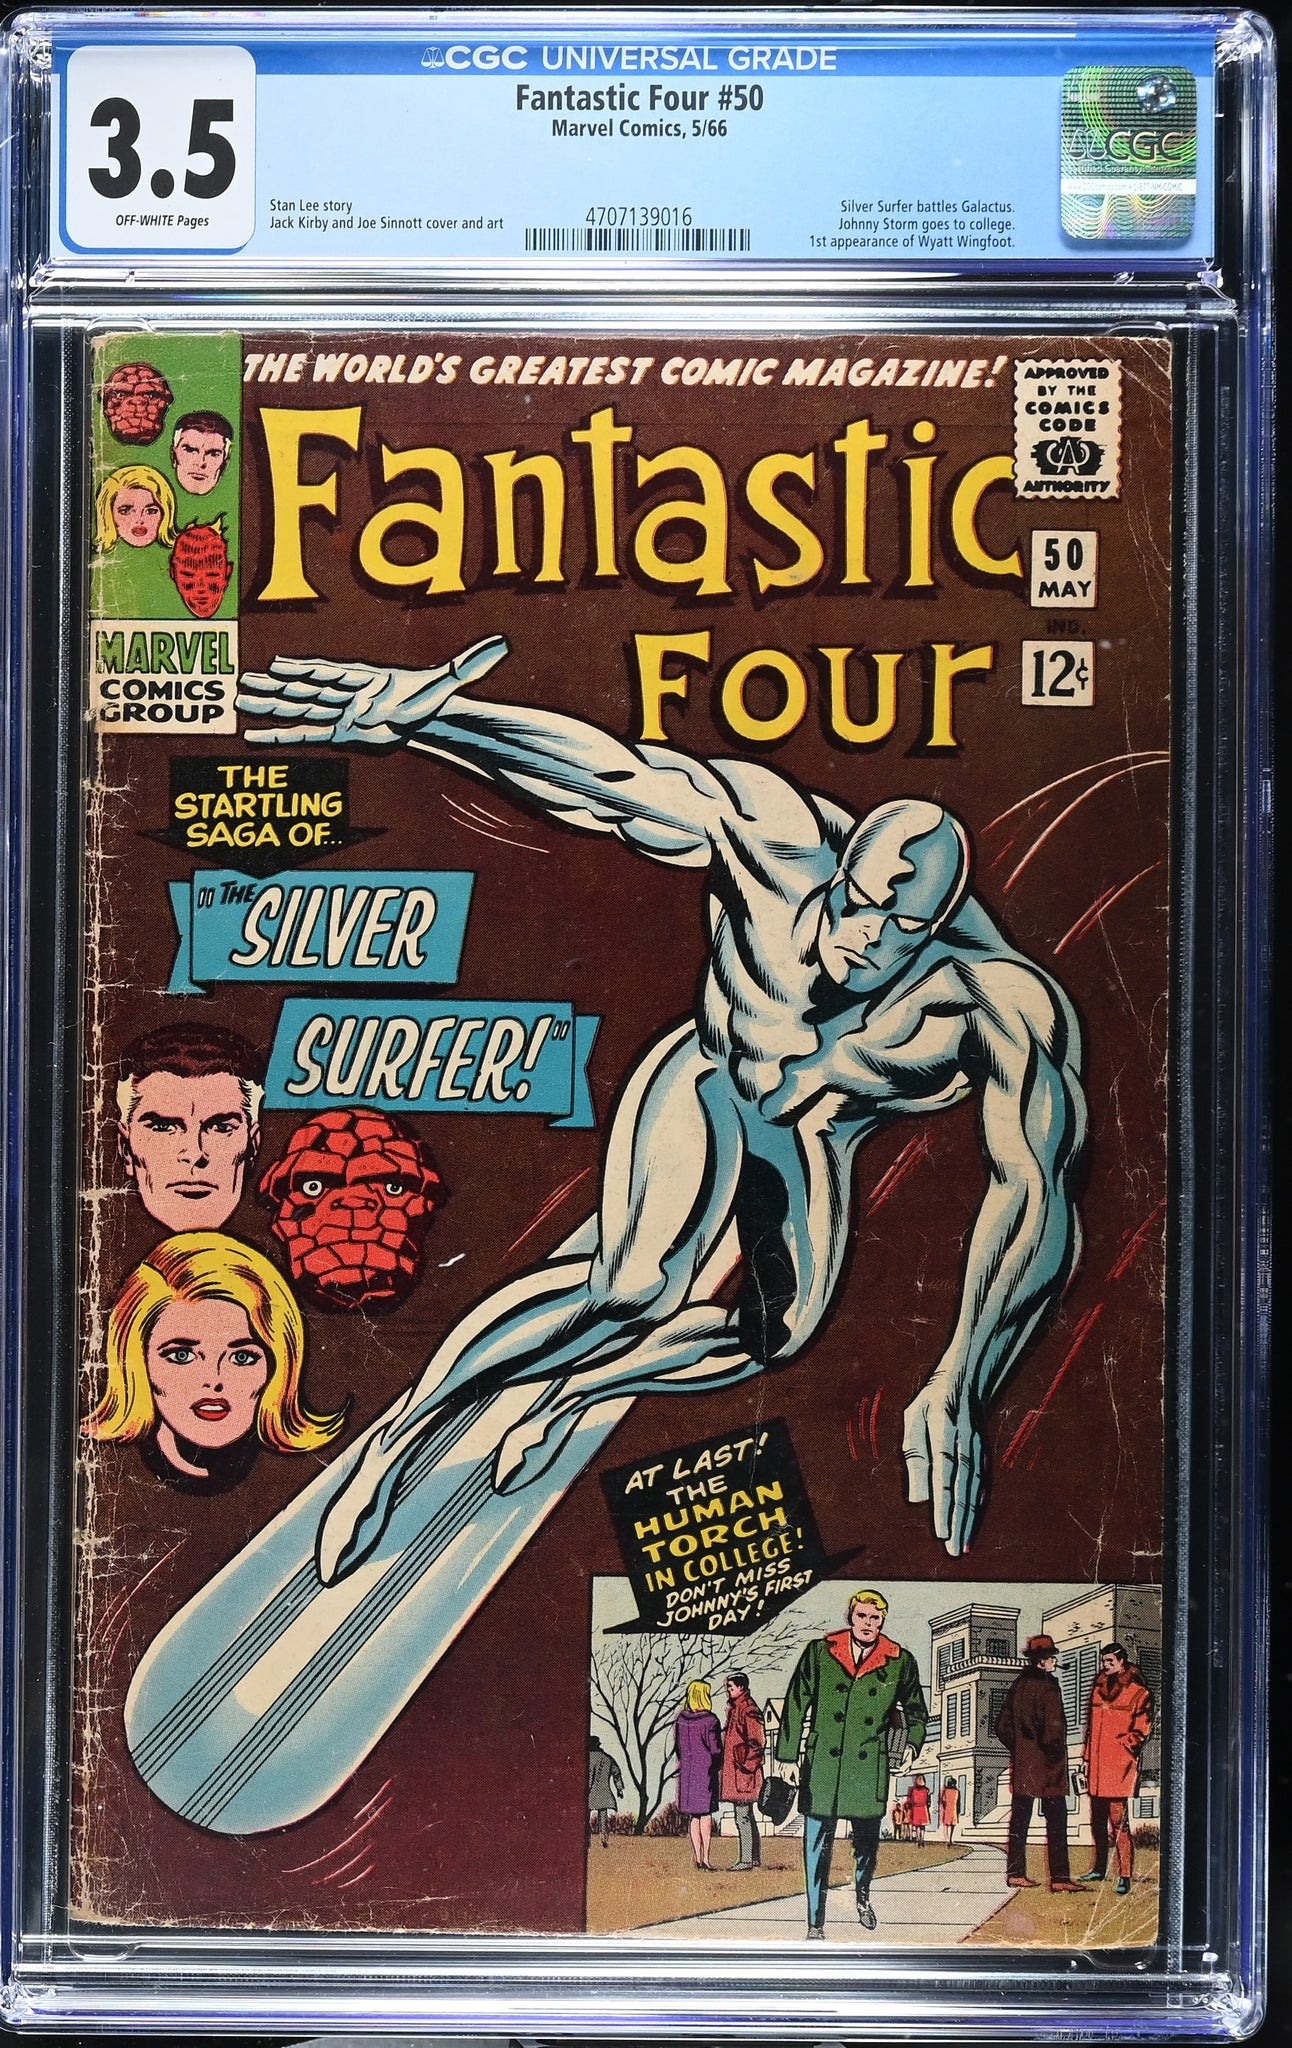 CGC UNIVERSAL GRADE
3.5
OFF-WHITE Pages
Fantastic Four #50
Marvel Comics, 5/66
Stan Lee story
Jack Kirby and Joe Sinnott cover and art
4707139016
Silver Surfer battles Galactus.
Johnny Storm goes to college.
1st appearance of Wyatt Wingfoot.
CGC
THE WORLD'S GREATEST COMIC MAGAZINE!
Fantastic
Four
APPROVED
BY THE
COMICS
CODE
CA
AUTHORITY
50
MAY
IND.
12¢
MARVEL
COMICS
GROUP
THE
STARTLING
SAGA OF...
"THE SILVER
SURFER!"
AT LAST!
THE
HUMAN
TORCH
IN COLLEGE!
DON'T MISS
JOHNNY'S FIRST
DAY!